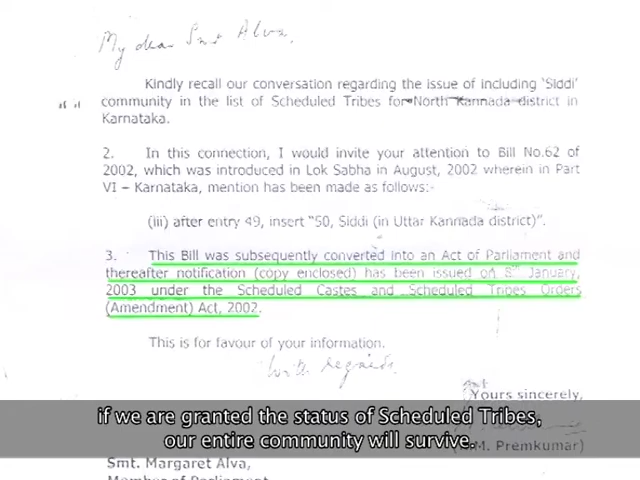 My dear Smt Alva,
Kindly recall our conversation regarding the issue of including 'Siddi'
community in the list of Scheduled Tribes for North Kannada district in
Karnataka.
2. In this connection, I would invite your attention to Bill No.62 of
2002, which was introduced in Lok Sabha in August, 2002 wherein in Part
VI – Karnataka, mention has been made as follows:-
(iii) after entry 49, insert "50, Siddi (in Uttar Kannada district)".
3. This Bill was subsequently converted into an Act of Parliament and
thereafter notification (copy enclosed) has been issued on 8th January,
2003 under the Scheduled Castes and Scheduled Tribes Orders
(Amendment) Act, 2002.
This is for favour of your information.
With regards,
Yours sincerely,
if we are granted the status of Scheduled Tribes,
our entire community will survive.
M. Premkumar)
Smt. Margaret Alva,
Member of Parliament